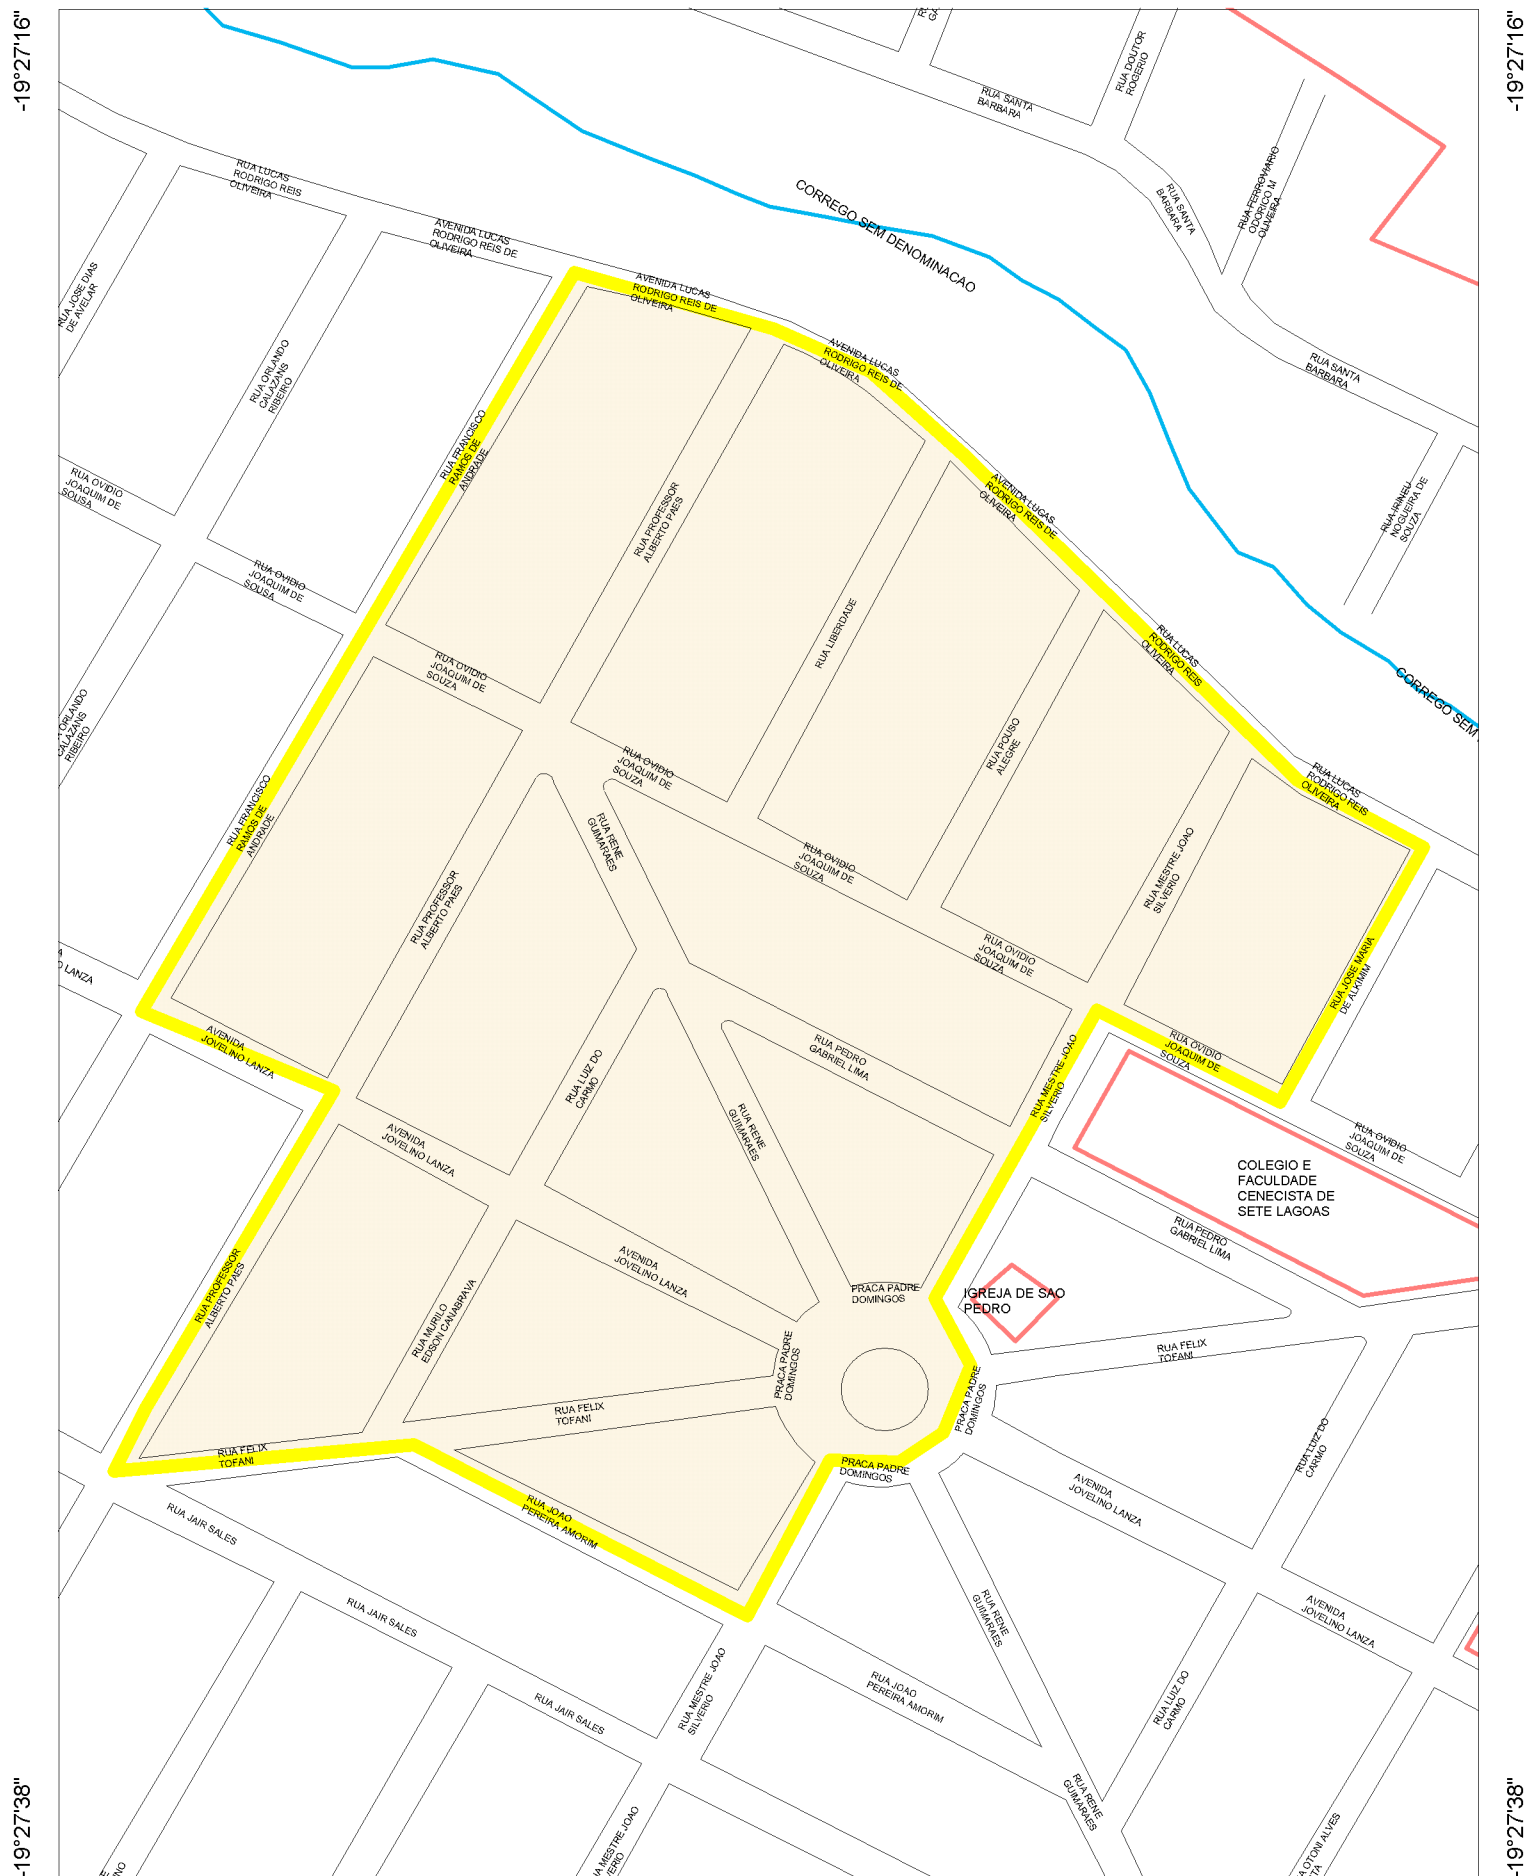 -19°27'16"
-19°27'16"
RUA DOUTOR
ROGERIO
RUA SANTA
BARBARA
RUA FERROVIARIO
ODORICO M
OLIVEIRA
RUA SANTA
BARBARA
RUA LUCAS
RODRIGO REIS
OLIVEIRA
CORREGO SEM DENOMINACAO
AVENIDA LUCAS
RODRIGO REIS DE
OLIVEIRA
RUA JOSE DIAS
DE AVELAR
AVENIDA LUCAS
RODRIGO REIS DE
OLIVEIRA
AVENIDA LUCAS
RODRIGO REIS DE
OLIVEIRA
RUA ORLANDO
CALAZANS
RIBEIRO
RUA SANTA
BARBARA
RUA FRANCISCO
RAMOS DE
ANDRADE
RUA OVIDIO
JOAQUIM DE
SOUSA
RUA PROFESSOR
ALBERTO PAES
AVENIDA LUCAS
RODRIGO REIS DE
OLIVEIRA
RUA IRINEU
NOGUEIRA DE
SOUZA
RUA OVIDIO
JOAQUIM DE
SOUSA
RUA LIBERDADE
RUA LUCAS
RODRIGO REIS
OLIVEIRA
RUA OVIDIO
JOAQUIM DE
SOUZA
CORREGO SEM
ORLANDO
CALAZANS
RIBEIRO
RUA POUSO
ALEGRE
RUA OVIDIO
JOAQUIM DE
SOUZA
RUA LUCAS
RODRIGO REIS
OLIVEIRA
RUA FRANCISCO
RAMOS DE
ANDRADE
RUA RENE
GUIMARAES
RUA OVIDIO
JOAQUIM DE
SOUZA
RUA MESTRE JOAO
SILVERIO
RUA PROFESSOR
ALBERTO PAES
LANZA
RUA OVIDIO
JOAQUIM DE
SOUZA
RUA JOSE MARIA
DE ALKIMIM
AVENIDA
JOVELINO LANZA
RUA LUIZ DO
CARMO
RUA PEDRO
GABRIEL LIMA
RUA MESTRE JOAO
SILVERIO
RUA OVIDIO
JOAQUIM DE
SOUZA
RUA RENE
GUIMARAES
AVENIDA
JOVELINO LANZA
RUA OVIDIO
JOAQUIM DE
SOUZA
COLEGIO E
FACULDADE
CENECISTA DE
SETE LAGOAS
RUA PEDRO
GABRIEL LIMA
RUA PROFESSOR
ALBERTO PAES
AVENIDA
JOVELINO LANZA
RUA MURILO
EDSON CANABRAVA
PRACA PADRE
DOMINGOS
IGREJA DE SAO
PEDRO
PRACA PADRE
DOMINGOS
RUA FELIX
TOFANI
PRACA PADRE
DOMINGOS
RUA FELIX
TOFANI
RUA FELIX
TOFANI
RUA LUIZ DO
CARMO
PRACA PADRE
DOMINGOS
AVENIDA
JOVELINO LANZA
RUA JAIR SALES
RUA JOAO
PEREIRA AMORIM
RUA JAIR SALES
RUA RENE
GUIMARAES
AVENIDA
JOVELINO LANZA
RUA MESTRE JOAO
SILVERIO
RUA JOAO
PEREIRA AMORIM
RUA LUIZ DO
CARMO
RUA JAIR SALES
RUA RENE
GUIMARAES
MESTRE JOAO
OTONI ALVES
-19°27'38"
-19°27'38"